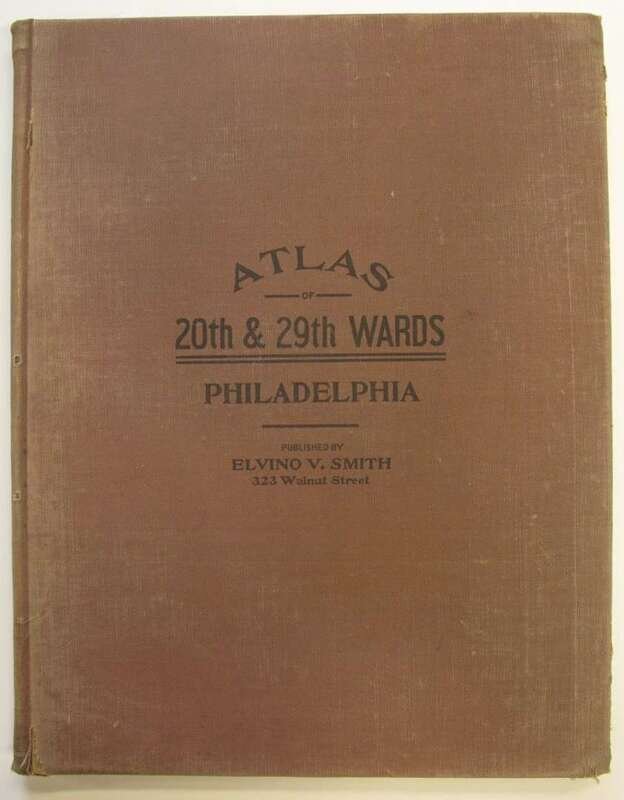 ATLAS
OF
20th & 29th WARDS
PHILADELPHIA
PUBLISHED BY
ELVINO V. SMITH
323 Walnut Street